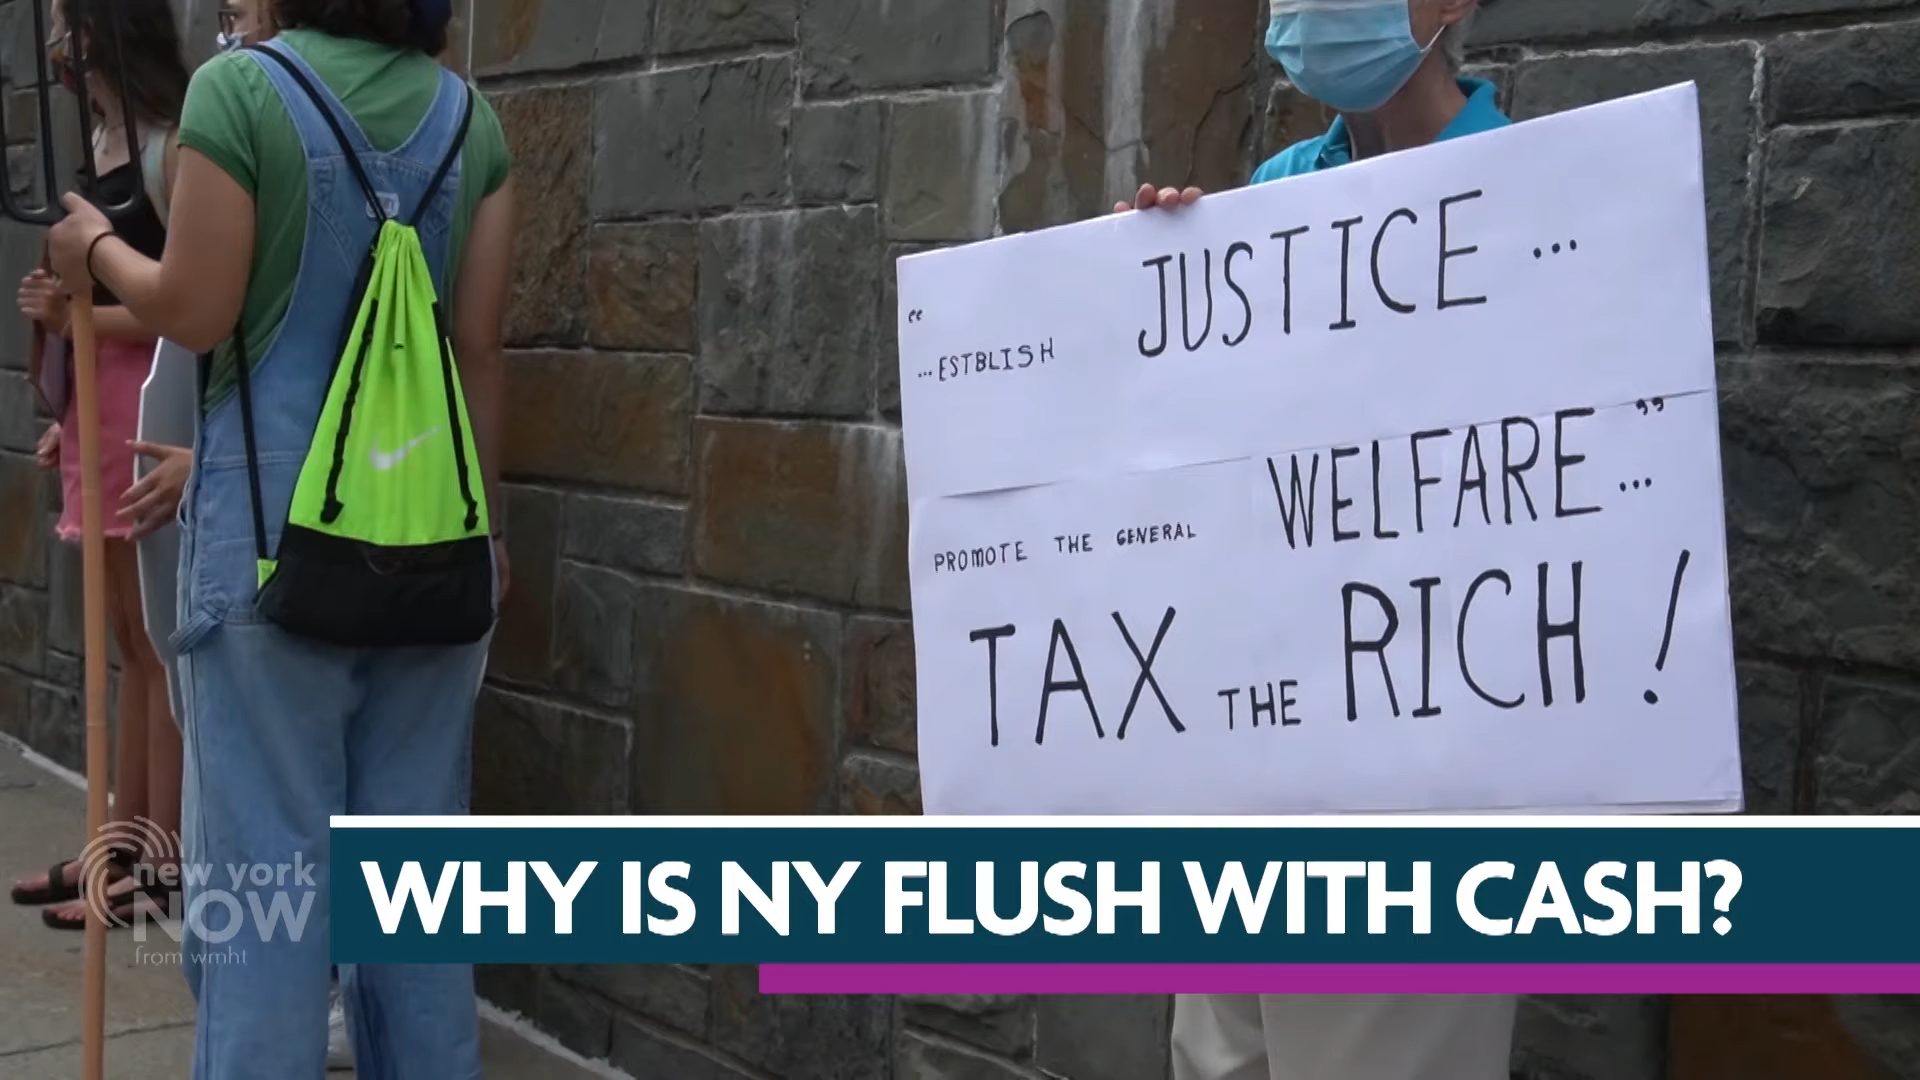 “
...ESTBLISH JUSTICE...
PROMOTE THE GENERAL WELFARE...”
TAX THE RICH!
new york
NOW
from wmht
WHY IS NY FLUSH WITH CASH?